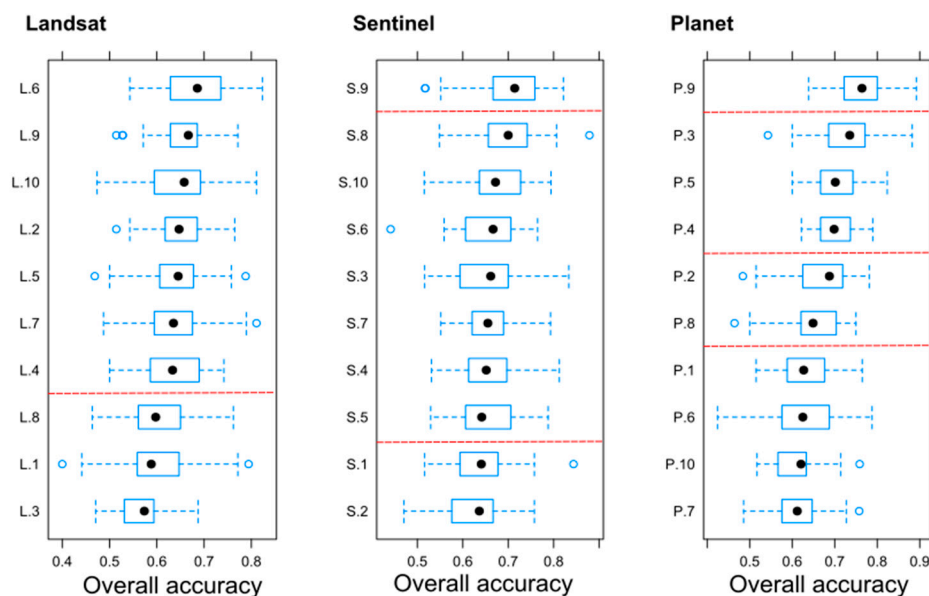 Landsat
Sentinel
Planet
L.6
L.9
L.10
L.2
L.5
L.7
L.4
L.8
L.1
L.3
0.4 0.5 0.6 0.7 0.8
Overall accuracy
S.9
S.8
S.10
S.6
S.3
S.7
S.4
S.5
S.1
S.2
0.5 0.6 0.7 0.8
Overall accuracy
P.9
P.3
P.5
P.4
P.2
P.8
P.1
P.6
P.10
P.7
0.5 0.6 0.7 0.8 0.9
Overall accuracy